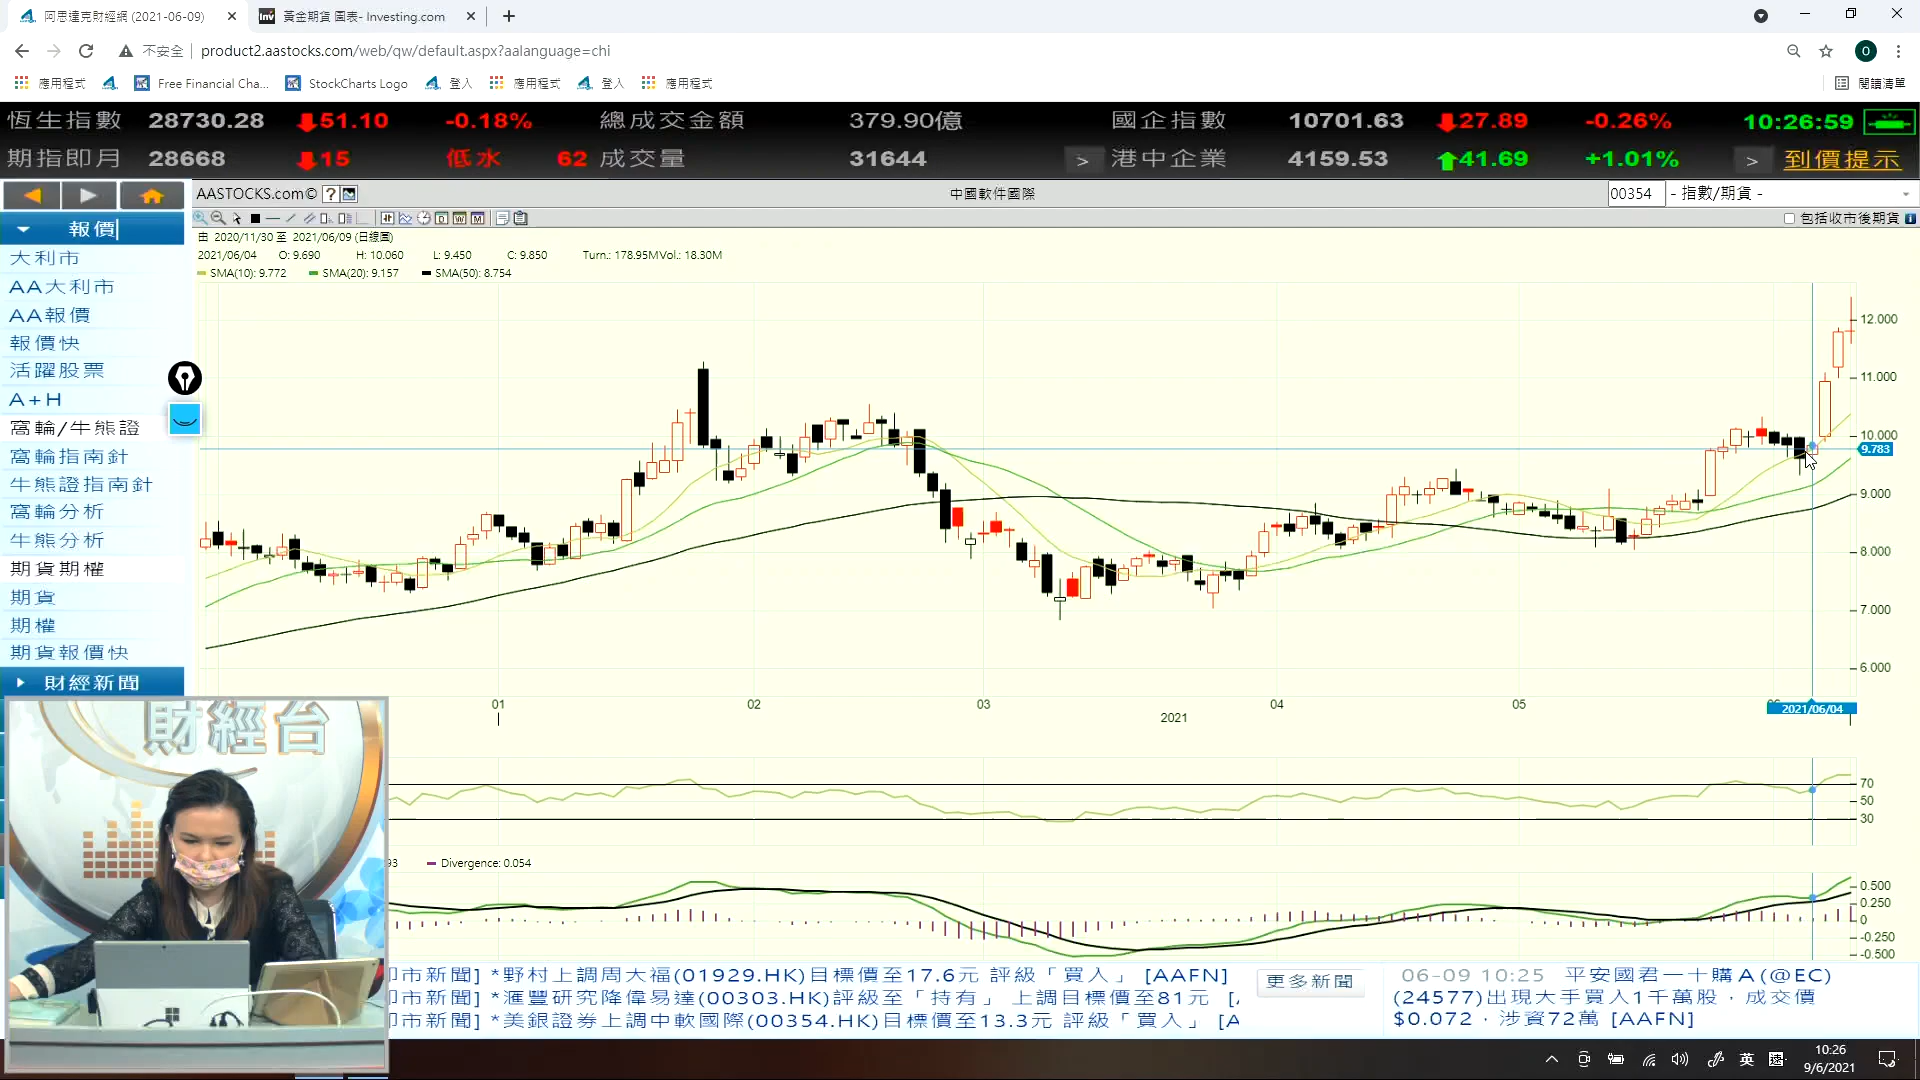 阿思達克財經網 (2021-06-09)
黃金期貨 圖表- Investing.com
不安全
product2.aastocks.com/web/qw/default.aspx?aalanguage=chi
應用程式
Free Financial Cha...
StockCharts Logo
登入
應用程式
登入
應用程式
閱讀清單
恆生指數 28730.28 51.10 -0.18% 總成交金額 379.90億 國企指數 10701.63 27.89 -0.26% 10:26:59
期指即月 28668 15 低水 62 成交量 31644 > 港中企業 4159.53 41.69 +1.01% > 到價提示
AASTOCKS.com© ? 中國軟件國際 00354 - 指數/期貨 -
包括收市後期貨
報價
大利市
AA大利市
AA報價
報價快
活躍股票
A+H
窩輪/牛熊證
窩輪指南針
牛熊證指南針
窩輪分析
牛熊分析
期貨期權
期貨
期權
期貨報價快
財經新聞
由 2020/11/30 至 2021/06/09 (日線圖)
2021/06/04 O: 9.690 H: 10.060 L: 9.450 C: 9.850 Turn.: 178.95M Vol.: 18.30M
SMA(10): 9.772 SMA(20): 9.157 SMA(50): 8.754
12.000
11.000
10.000
9.783
9.000
8.000
7.000
6.000
01 02 03 04 05
2021/06/04
2021
70
50
30
93 Divergence: 0.054
0.500
0.250
0
-0.250
-0.500
財經台
市新聞] *野村上調周大福(01929.HK)目標價至17.6元 評級「買入」 [AAFN]
市新聞] *滙豐研究降偉易達(00303.HK)評級至「持有」 上調目標價至81元 [
市新聞] *美銀證券上調中軟國際(00354.HK)目標價至13.3元 評級「買入」 [A
更多新聞
06-09 10:25 平安國君一十購A(@EC)
(24577)出現大手買入1千萬股，成交價
$0.072，涉資72萬 [AAFN]
英
10:26
9/6/2021